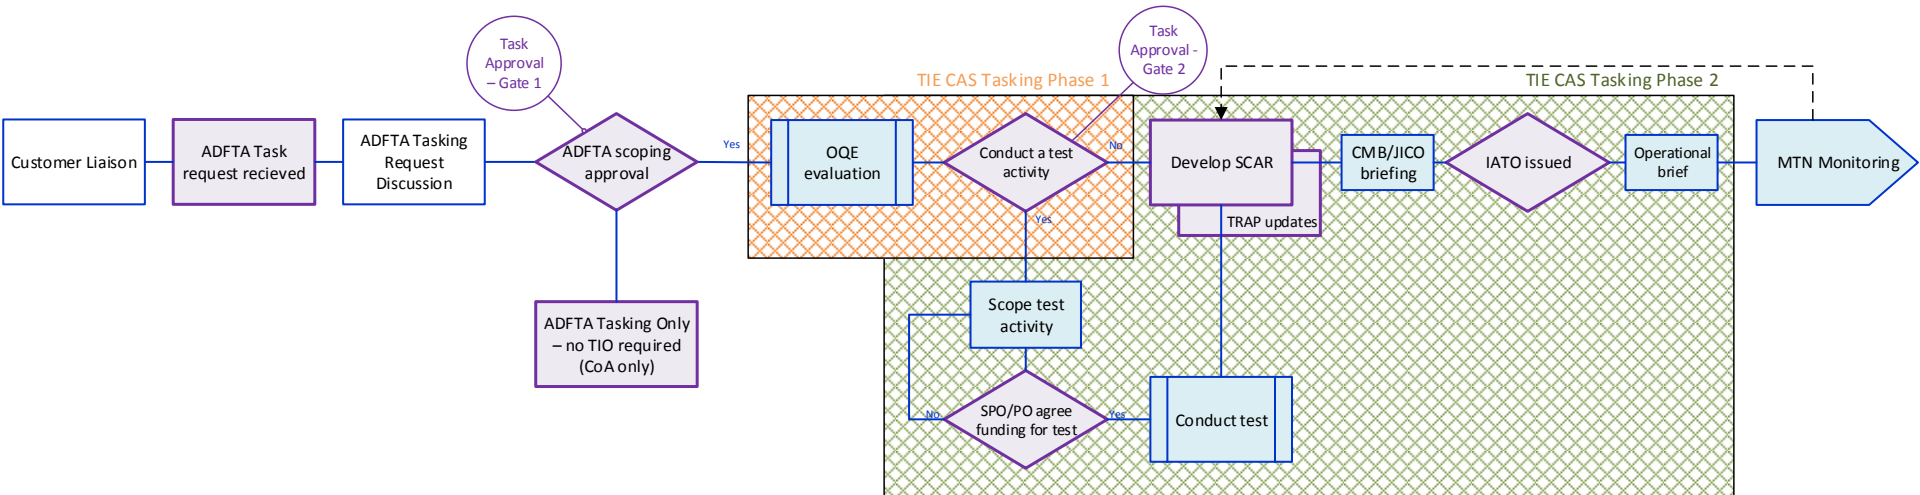 Task
Approval
– Gate 1
Task
Approval -
Gate 2
TIE CAS Tasking Phase 1
TIE CAS Tasking Phase 2
Customer Liaison
ADFTA Task
request recieved
ADFTA Tasking
Request
Discussion
ADFTA scoping
approval
Yes
OQE
evaluation
Conduct a test
activity
No
Develop SCAR
TRAP updates
CMB/JICO
briefing
IATO issued
Operational
brief
MTN Monitoring
Yes
ADFTA Tasking Only
– no TIO required
(CoA only)
Scope test
activity
No
SPO/PO agree
funding for test
Yes
Conduct test